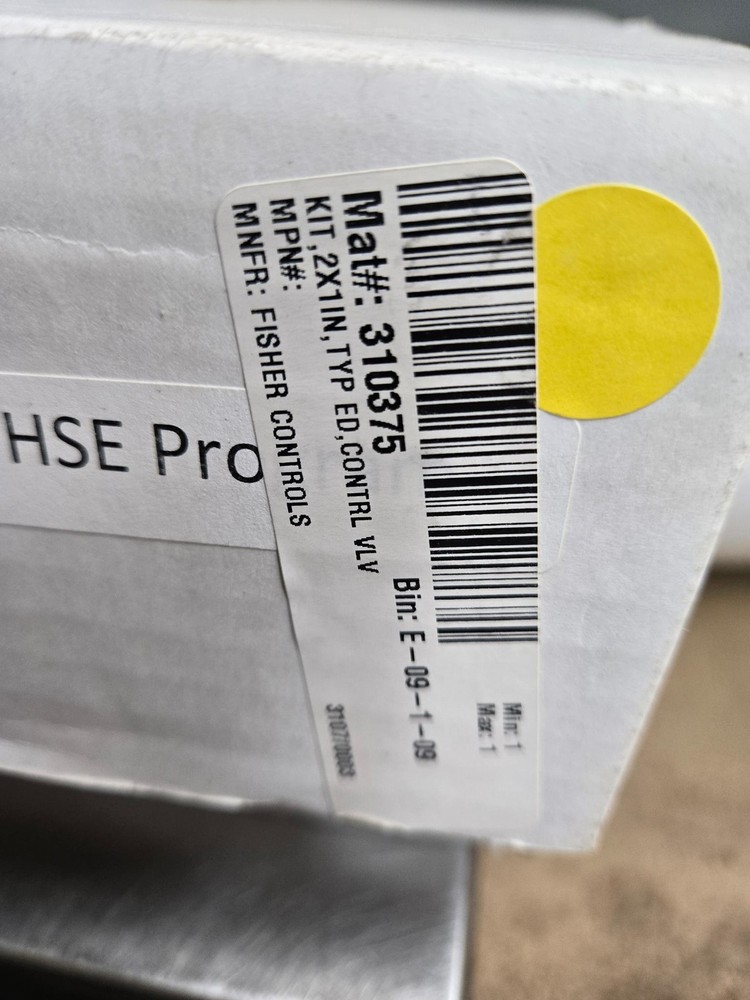 Mat#: 310375
KIT,2X1IN,TYP ED,CONTRL VLV
MPN#:
MNFR: FISHER CONTROLS
Bin: E-09-1-09
Min: 1
Max: 1
HSE Pro